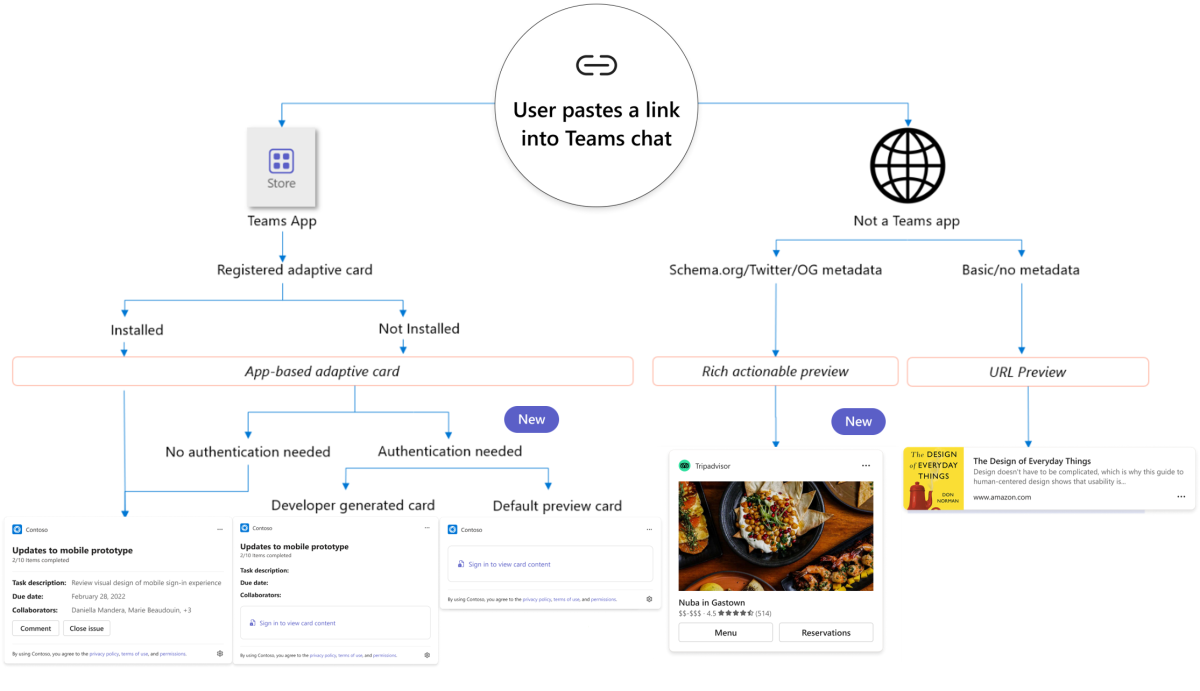 User pastes a link
into Teams chat
Store
Teams App
Not a Teams app
Registered adaptive card
Schema.org/Twitter/OG metadata
Basic/no metadata
Installed
Not Installed
App-based adaptive card
Rich actionable preview
URL Preview
New
New
No authentication needed
Authentication needed
Developer generated card
Default preview card
Contoso
Updates to mobile prototype
2/10 items completed
Task description: Review visual design of mobile sign-in experience
Due date: February 28, 2022
Collaborators: Daniella Mandera, Marie Beaudouin, +3
Comment
Close issue
By using Contoso, you agree to the privacy policy, terms of use, and permissions.
Contoso
Updates to mobile prototype
2/10 items completed
Task description:
Due date:
Collaborators:
Sign in to view card content
By using Contoso, you agree to the privacy policy, terms of use, and permissions.
Contoso
Sign in to view card content
By using Contoso, you agree to the privacy policy, terms of use, and permissions.
Tripadvisor
Nuba in Gastown
$$-$$$ · 4.5 ★★★★⯪ (514)
Menu
Reservations
The DESIGN
of EVERYDAY
THINGS
DON
NORMAN
The Design of Everyday Things
Design doesn't have to be complicated, which is why this guide to
human-centered design shows that usability is...
www.amazon.com